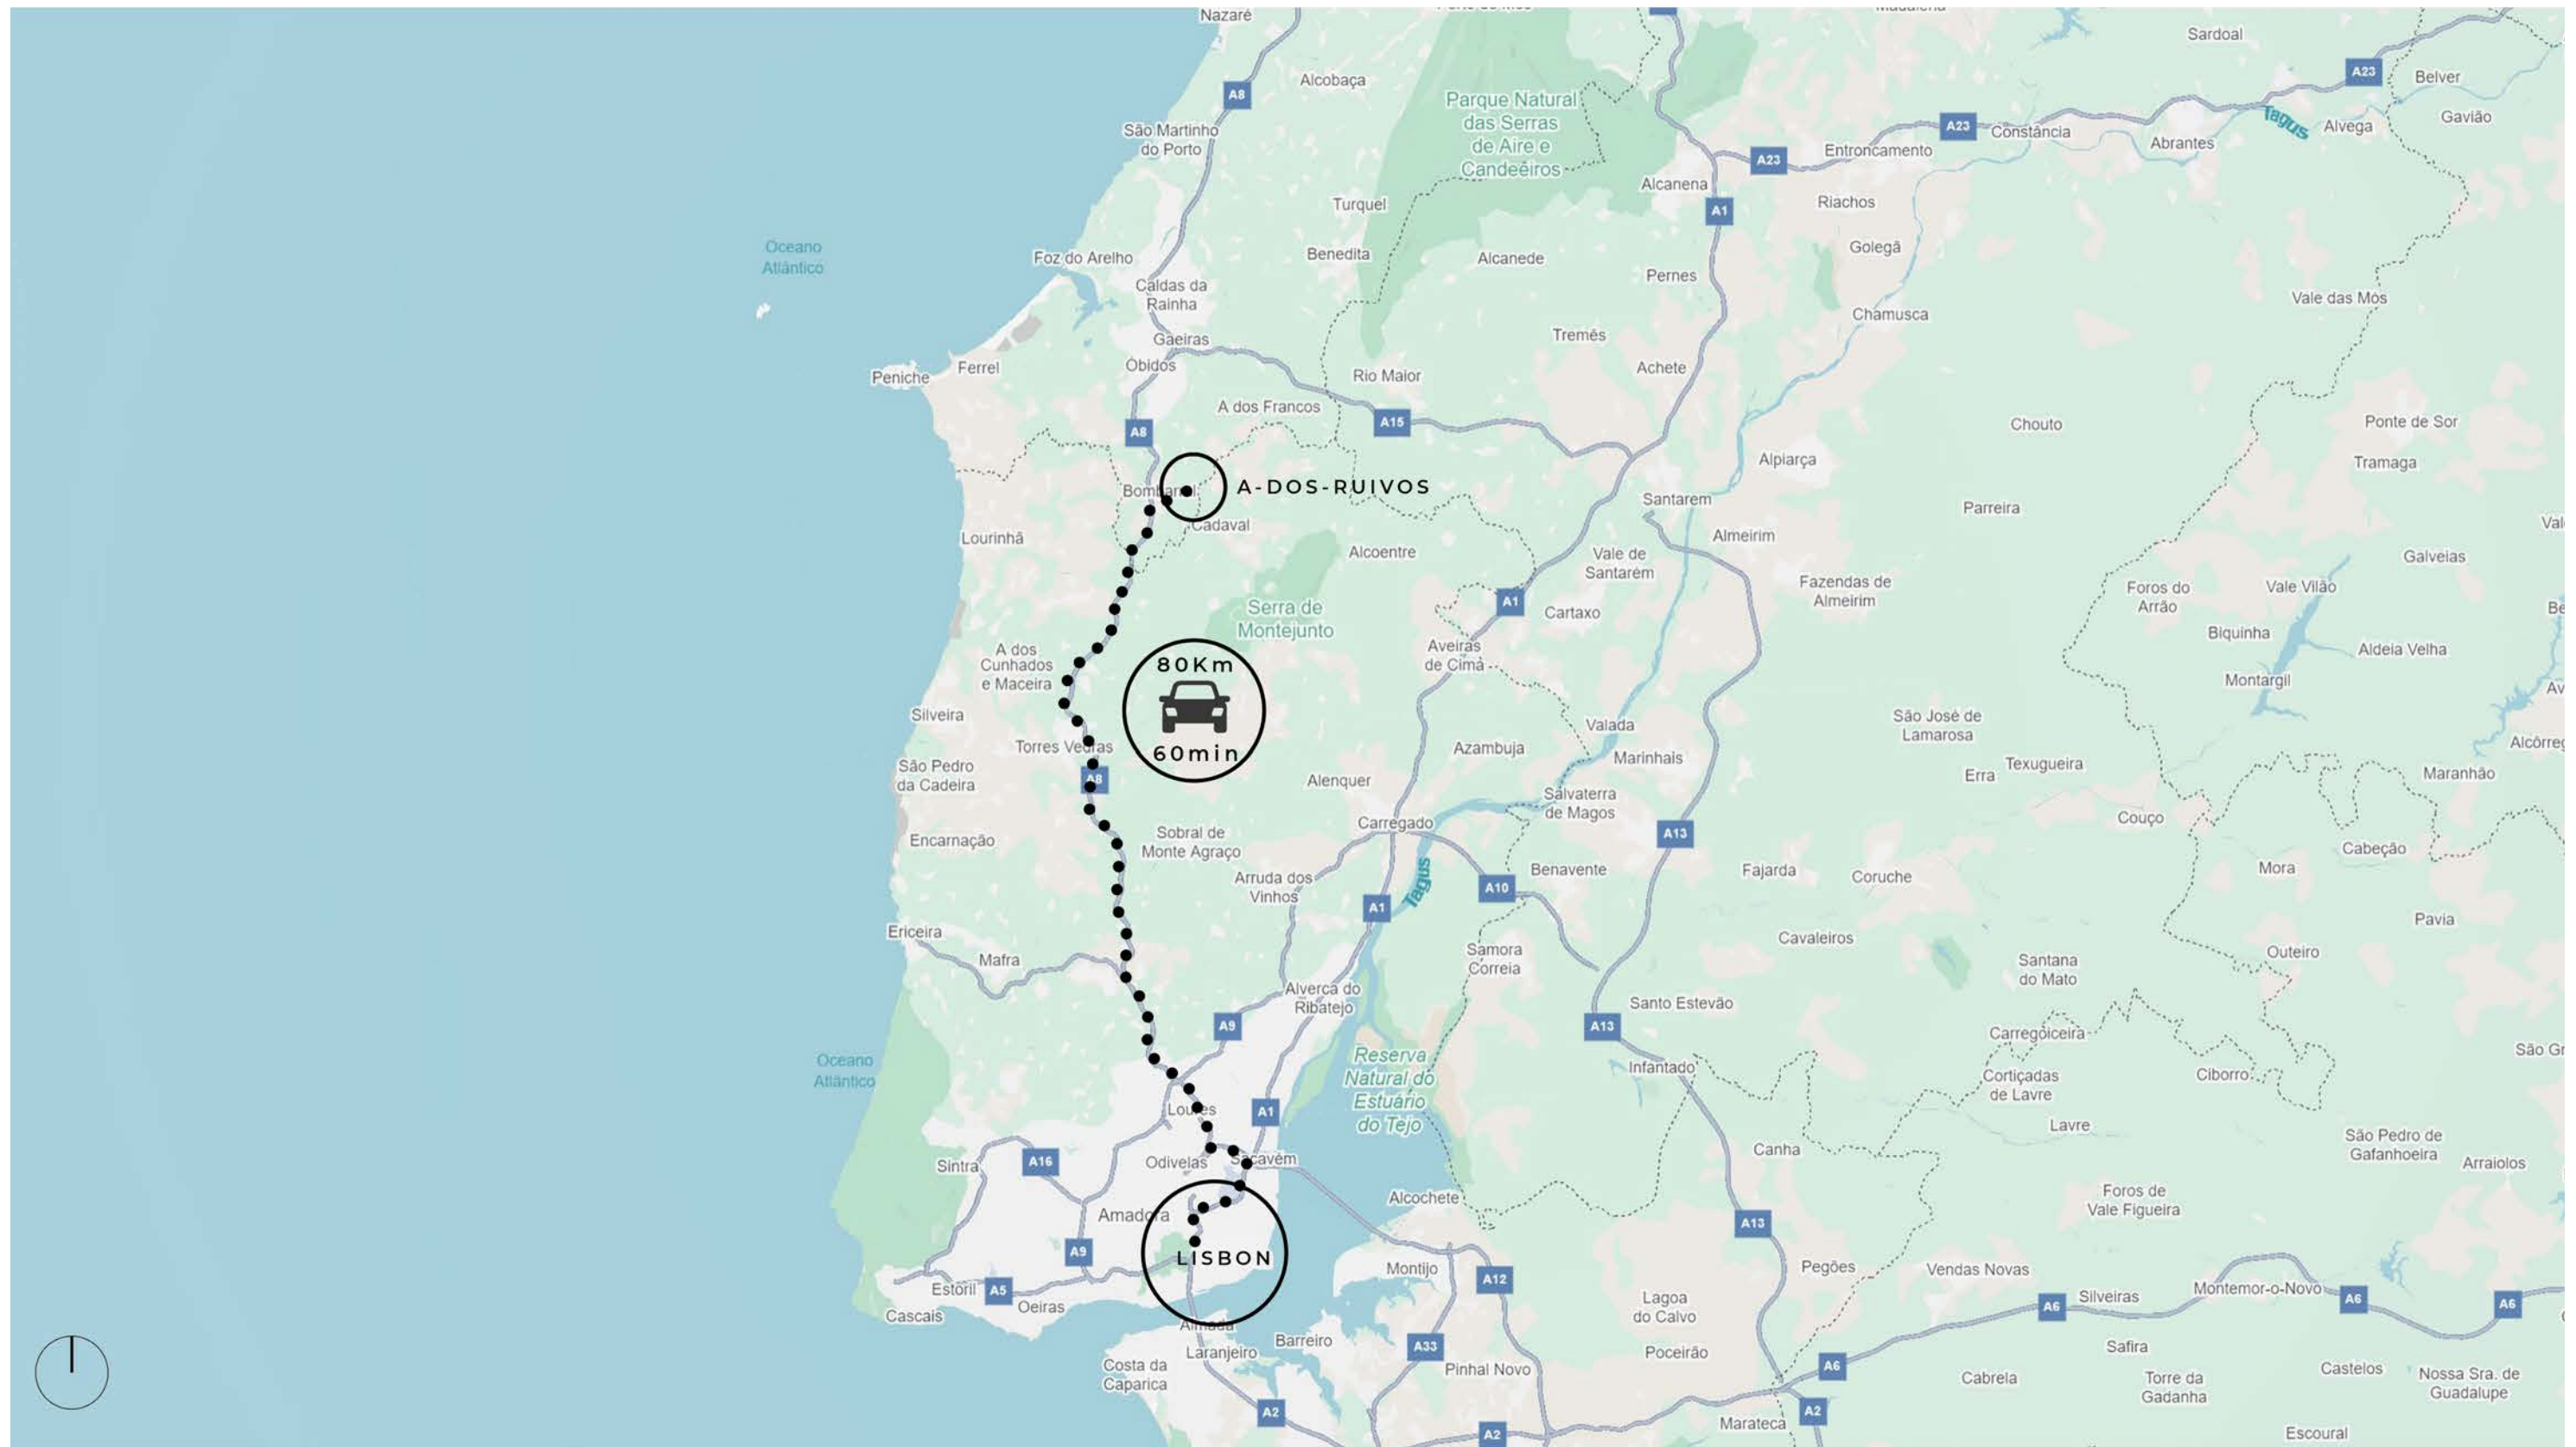 Nazaré
Sardoal
A23
Belver
Alcobaça
A8
Parque Natural
das Serras
de Aire e
Candeeiros
Tagus
Gavião
São Martinho
do Porto
A23
Constância
Alvega
Abrantes
Entroncamento
A23
Alcanena
Turquel
A1
Riachos
Oceano
Atlântico
Foz do Arelho
Benedita
Alcanede
Golegã
Pernes
Caldas da
Rainha
Vale das Mós
Chamusca
Gaeiras
Tremês
Óbidos
Peniche
Ferrel
Rio Maior
Achete
A dos Francos
A15
Chouto
Ponte de Sor
A8
Alpiarça
Tramaga
A-DOS-RUIVOS
Santarem
Parreira
Cadaval
Lourinhã
Almeirim
Alcoentre
Vale de
Santarém
Galveias
Fazendas de
Almeirim
Foros do
Arrão
Vale Vilão
A1
Cartaxo
Serra de
Montejunto
Biquinha
Aldeia Velha
A dos
Cunhados
e Maceira
80Km
60min
Aveiras
de Cima
Montargil
Silveira
São José de
Lamarosa
Valada
Torres Vedras
Azambuja
Marinhais
Texugueira
Erra
Maranhão
São Pedro
da Cadeira
A8
Alenquer
Salvaterra
de Magos
Couço
Carregado
A13
Encarnação
Sobral de
Monte Agraço
Cabeção
Mora
Arruda dos
Vinhos
Tagus
A10
Benavente
Fajarda
Coruche
A1
Pavia
Ericeira
Cavaleiros
Mafra
Samora
Correia
Outeiro
Santana
do Mato
Alverca do
Ribatejo
Santo Estevão
A9
A13
Carregoiceira
Oceano
Atlântico
Reserva
Natural do
Estuário
do Tejo
Infantado
Cortiçadas
de Lavre
Ciborro
Loures
A1
Lavre
São Pedro de
Gafanhoeira
Canha
Arraiolos
Sintra
A16
Odivelas
Sacavém
Alcochete
Foros de
Vale Figueira
Amadora
A13
A9
LISBON
Montijo
A12
Pegões
Vendas Novas
Estoril
A5
Oeiras
Montemor-o-Novo
Silveiras
A6
A6
A6
Lagoa
do Calvo
Cascais
Almada
Barreiro
A33
Laranjeiro
Poceirão
Safira
Costa da
Caparica
Pinhal Novo
A6
Cabrela
Torre da
Gadanha
Castelos
Nossa Sra. de
Guadalupe
A2
A2
Marateca
A2
Escoural